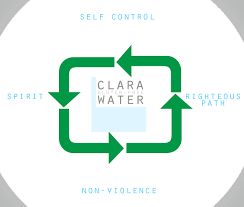 SELF CONTROL
CLARA
SPIRIT
RIGHTEOUS
WATER
PATH
NON-VIOLENCE